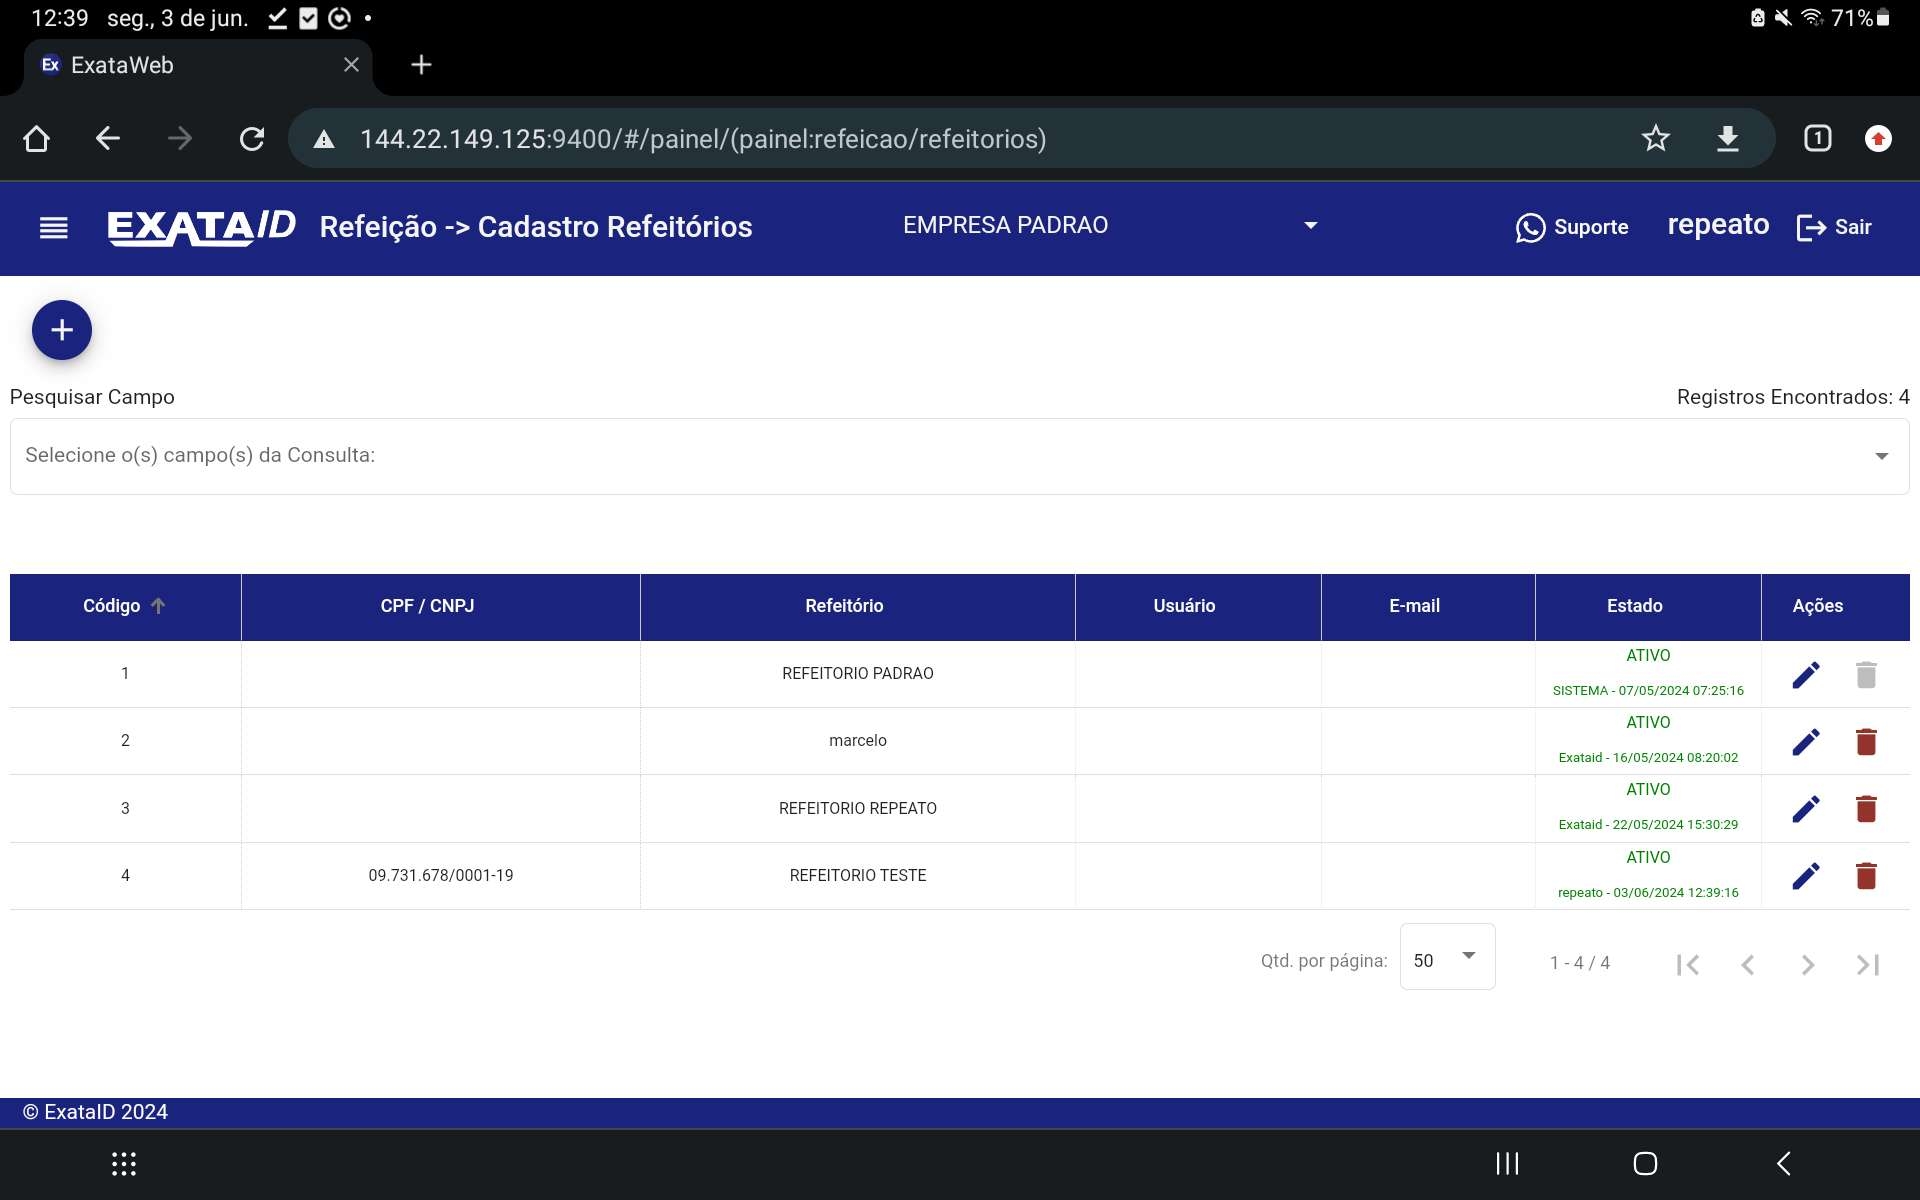 12:39 seg., 3 de jun. 71%
Ex ExataWeb
144.22.149.125:9400/#/painel/(painel:refeicao/refeitorios) 1
EXATAID Refeição -> Cadastro Refeitórios EMPRESA PADRAO Suporte repeato Sair
Pesquisar Campo Registros Encontrados: 4
Selecione o(s) campo(s) da Consulta:
Código CPF / CNPJ Refeitório Usuário E-mail Estado Ações
1 REFEITORIO PADRAO ATIVO
SISTEMA - 07/05/2024 07:25:16
2 marcelo ATIVO
Exataid - 16/05/2024 08:20:02
3 REFEITORIO REPEATO ATIVO
Exataid - 22/05/2024 15:30:29
4 09.731.678/0001-19 REFEITORIO TESTE ATIVO
repeato - 03/06/2024 12:39:16
Qtd. por página: 50 1 - 4 / 4
© ExataID 2024